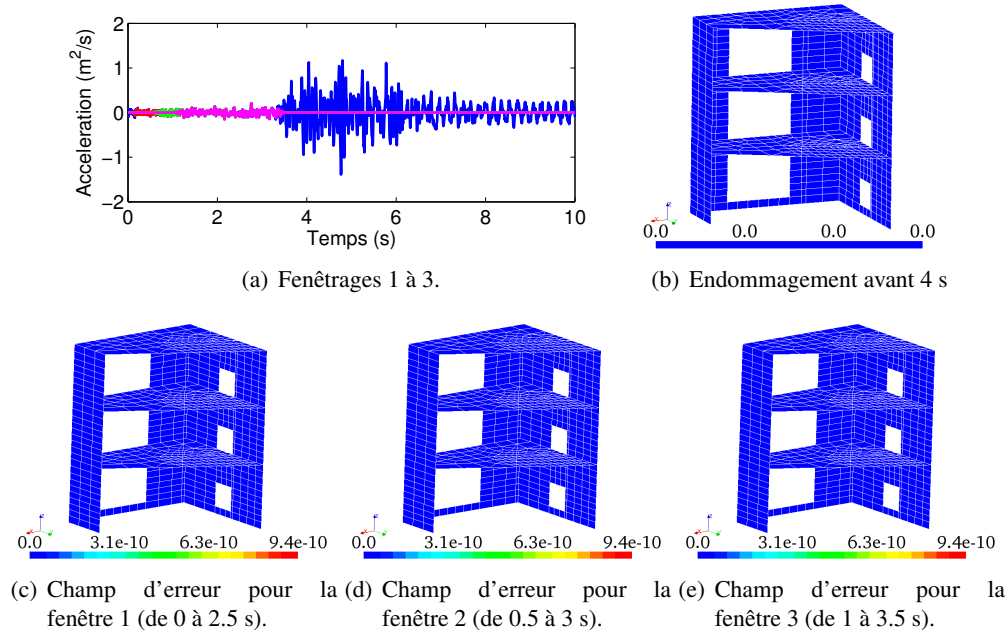 2
1
0
−1
−2
Acceleration (m²/s)
0 2 4 6 8 10
Temps (s)
(a) Fenêtrages 1 à 3.
0.0 0.0 0.0 0.0
(b) Endommagement avant 4 s
0.0 3.1e-10 6.3e-10 9.4e-10
(c) Champ d'erreur pour la
fenêtre 1 (de 0 à 2.5 s).
0.0 3.1e-10 6.3e-10 9.4e-10
(d) Champ d'erreur pour la
fenêtre 2 (de 0.5 à 3 s).
0.0 3.1e-10 6.3e-10 9.4e-10
(e) Champ d'erreur pour la
fenêtre 3 (de 1 à 3.5 s).